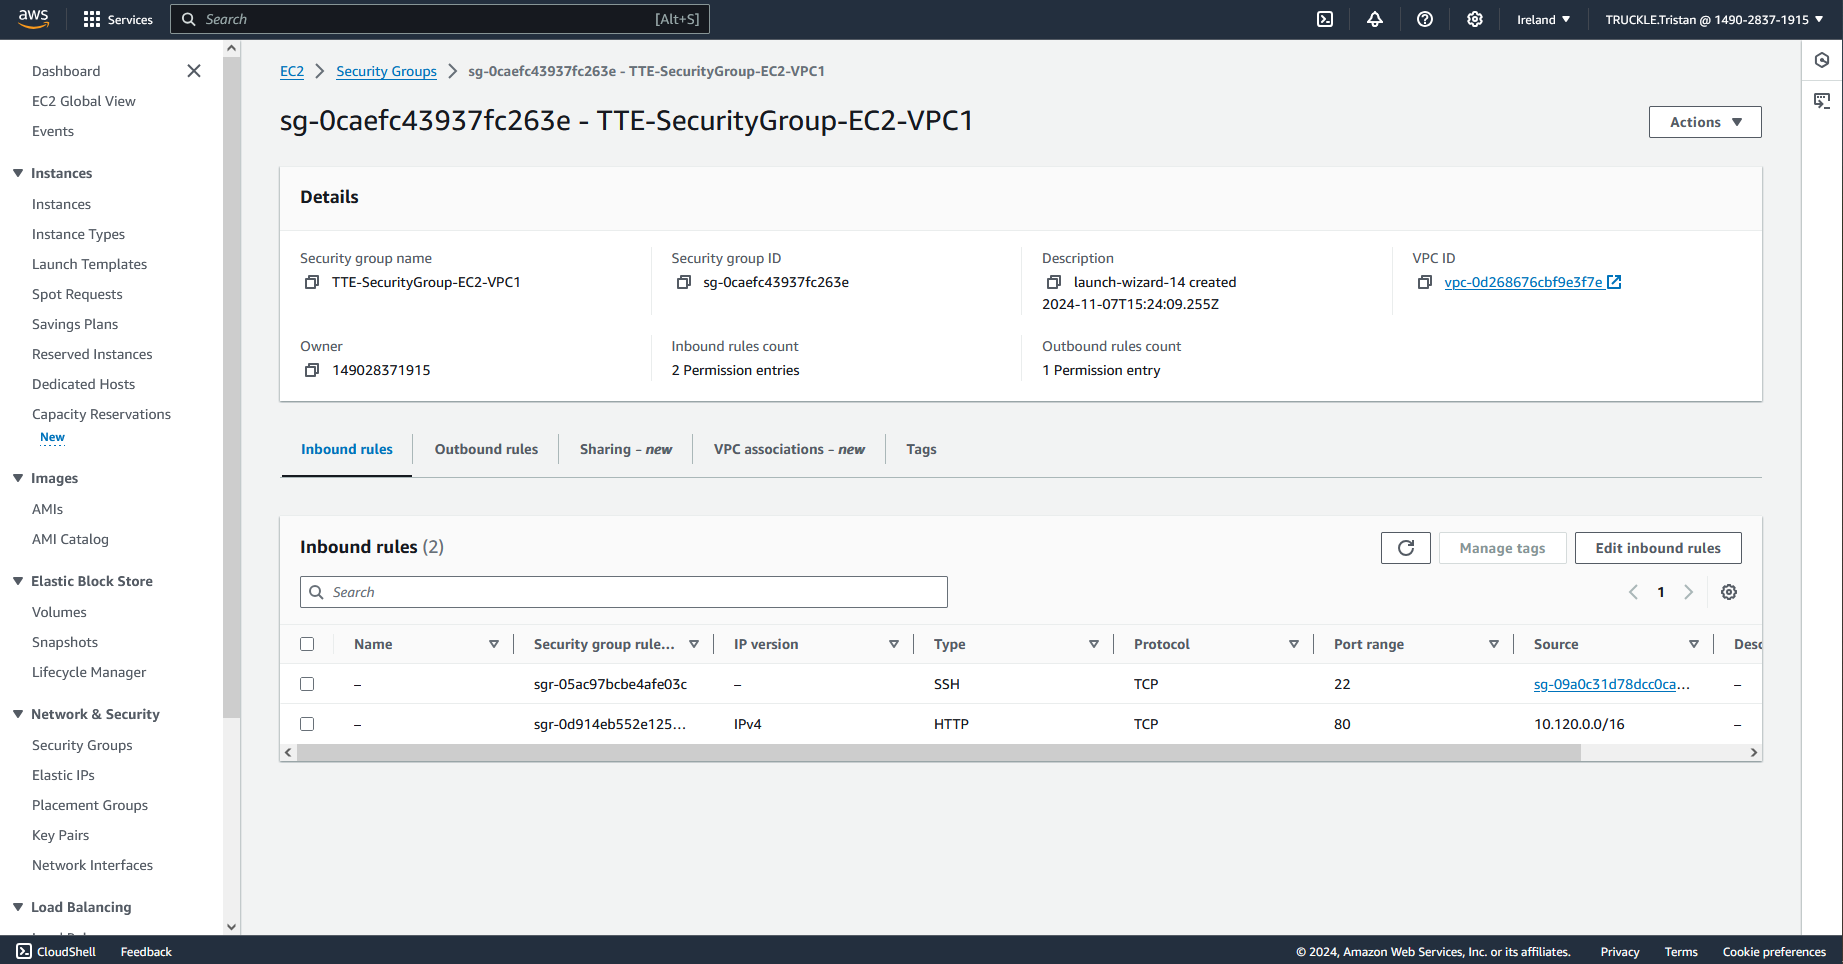 aws
Services
Search
[Alt+S]
Ireland
TRUCKLE.Tristan @ 1490-2837-1915
Dashboard
EC2 Global View
Events
Instances
Instances
Instance Types
Launch Templates
Spot Requests
Savings Plans
Reserved Instances
Dedicated Hosts
Capacity Reservations
New
Images
AMIs
AMI Catalog
Elastic Block Store
Volumes
Snapshots
Lifecycle Manager
Network & Security
Security Groups
Elastic IPs
Placement Groups
Key Pairs
Network Interfaces
Load Balancing
EC2 > Security Groups > sg-0caefc43937fc263e - TTE-SecurityGroup-EC2-VPC1
sg-0caefc43937fc263e - TTE-SecurityGroup-EC2-VPC1
Actions
Details
Security group name
TTE-SecurityGroup-EC2-VPC1
Security group ID
sg-0caefc43937fc263e
Description
launch-wizard-14 created
2024-11-07T15:24:09.255Z
VPC ID
vpc-0d268676cbf9e3f7e
Owner
149028371915
Inbound rules count
2 Permission entries
Outbound rules count
1 Permission entry
Inbound rules
Outbound rules
Sharing - new
VPC associations - new
Tags
Inbound rules (2)
Manage tags
Edit inbound rules
Search
1
Name Security group rule... IP version Type Protocol Port range Source Desc
– sgr-05ac97bcbe4afe03c – SSH TCP 22 sg-09a0c31d78dcc0ca... –
– sgr-0d914eb552e125... IPv4 HTTP TCP 80 10.120.0.0/16 –
CloudShell
Feedback
© 2024, Amazon Web Services, Inc. or its affiliates.
Privacy
Terms
Cookie preferences